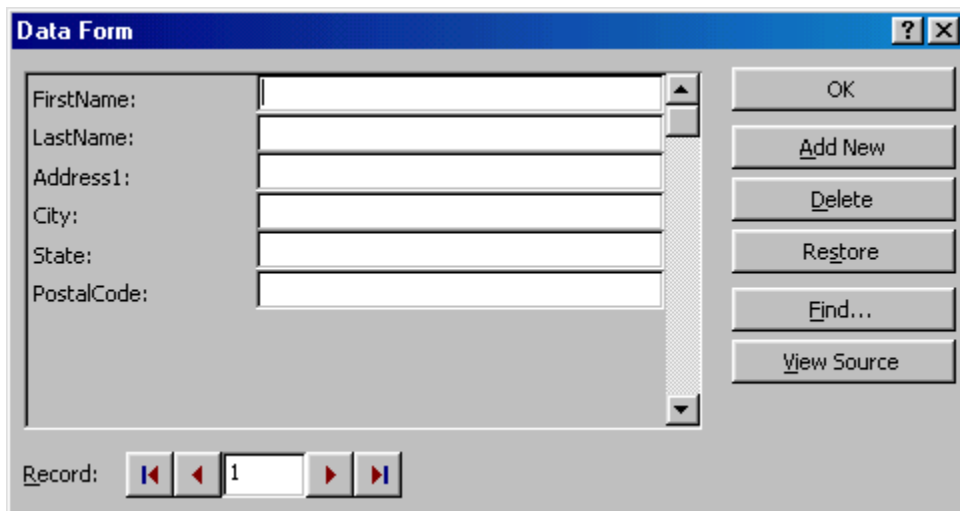 Data Form
FirstName:
LastName:
Address1:
City:
State:
PostalCode:
OK
Add New
Delete
Restore
Find...
View Source
Record: 1